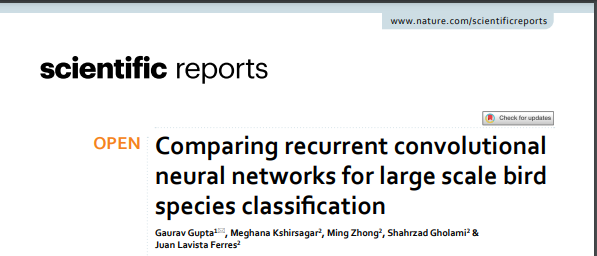 www.nature.com/scientificreports
scientific reports
Check for updates
OPEN
Comparing recurrent convolutional
neural networks for large scale bird
species classification
Gaurav Gupta1✉, Meghana Kshirsagar2, Ming Zhong2, Shahrzad Gholami2 &
Juan Lavista Ferres2